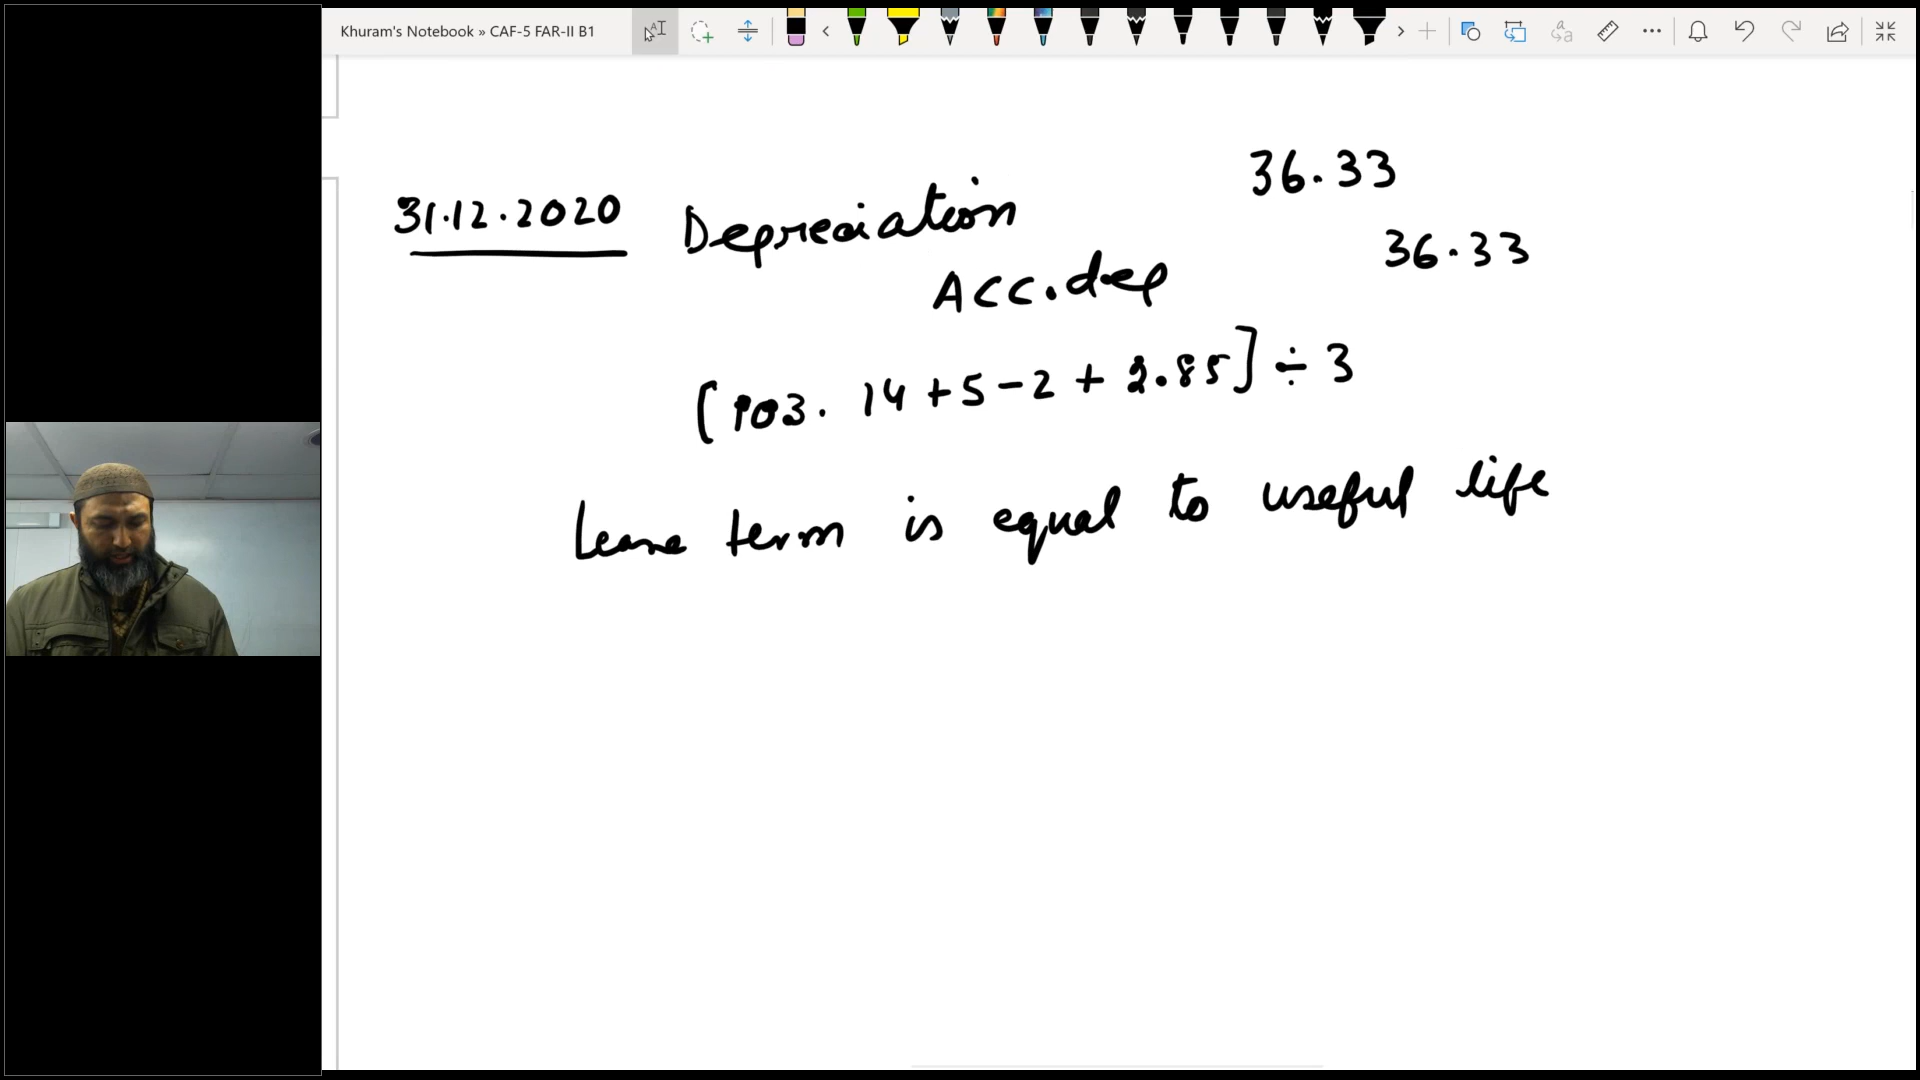 Khuram's Notebook » CAF-5 FAR-II B1
31.12.2020 Depreciation 36.33
Acc.dep 36.33
[103.14+5-2+2.85]÷3
Lease term is equal to useful life